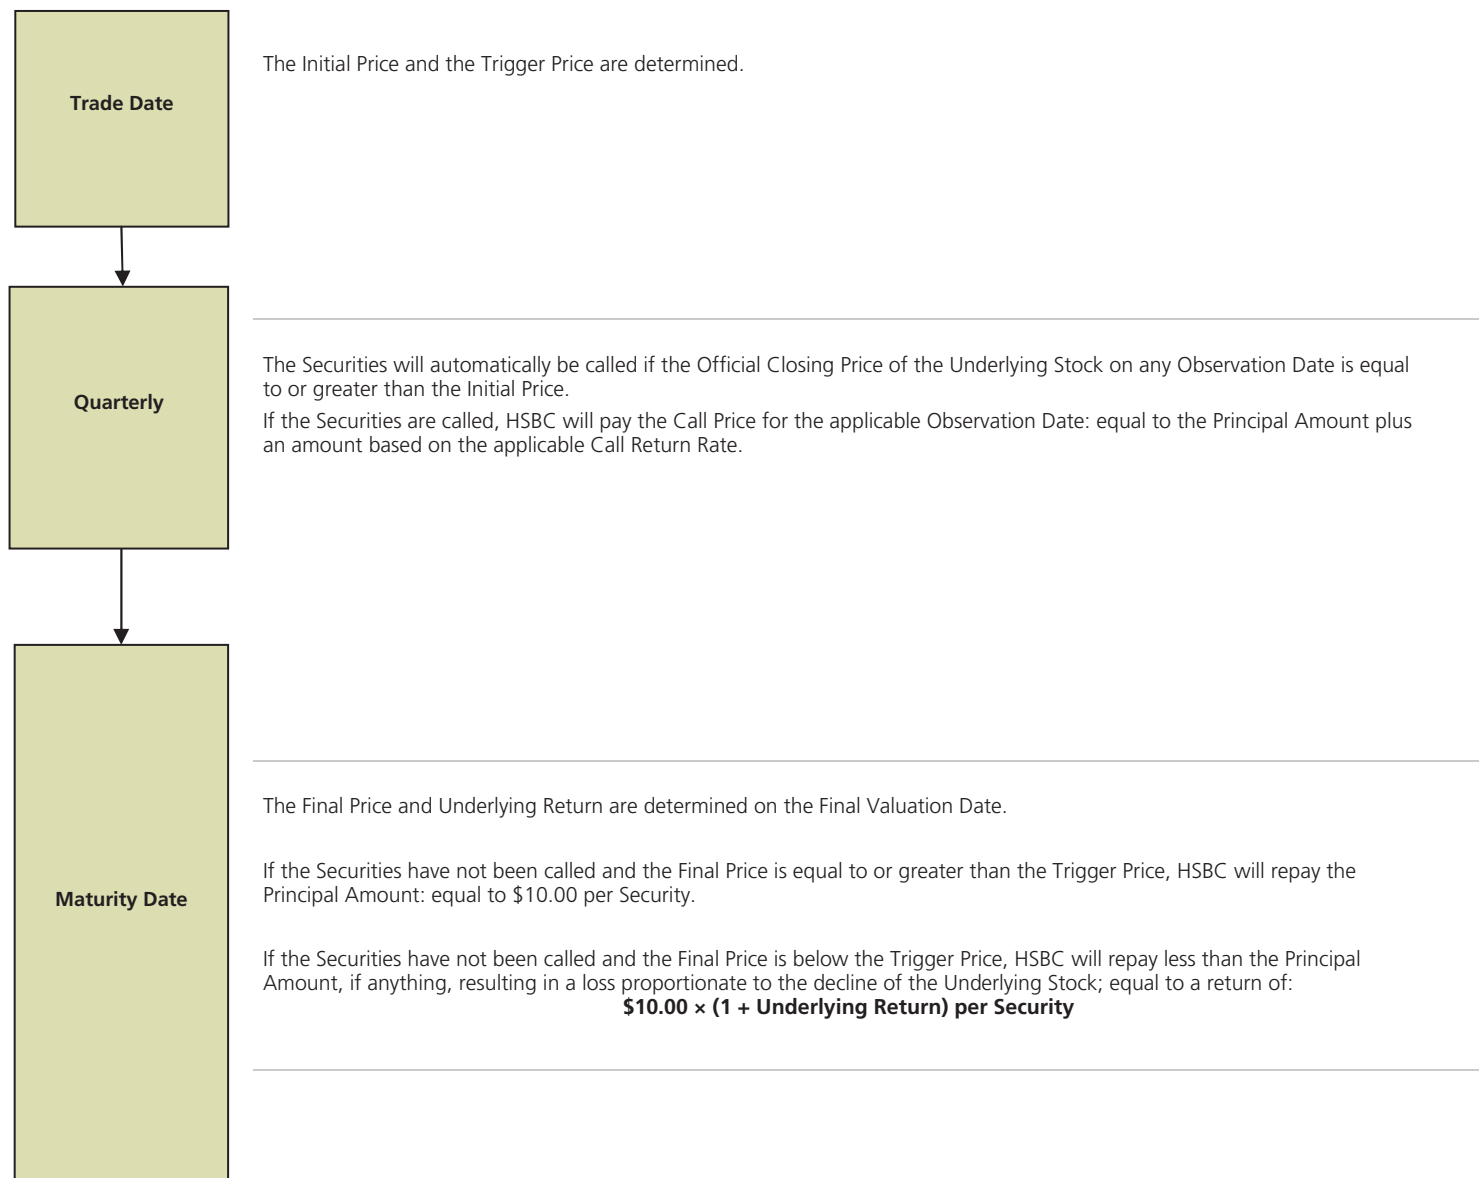 Trade Date
The Initial Price and the Trigger Price are determined.
Quarterly
The Securities will automatically be called if the Official Closing Price of the Underlying Stock on any Observation Date is equal
to or greater than the Initial Price.
If the Securities are called, HSBC will pay the Call Price for the applicable Observation Date: equal to the Principal Amount plus
an amount based on the applicable Call Return Rate.
Maturity Date
The Final Price and Underlying Return are determined on the Final Valuation Date.
If the Securities have not been called and the Final Price is equal to or greater than the Trigger Price, HSBC will repay the
Principal Amount: equal to $10.00 per Security.
If the Securities have not been called and the Final Price is below the Trigger Price, HSBC will repay less than the Principal
Amount, if anything, resulting in a loss proportionate to the decline of the Underlying Stock; equal to a return of:
$10.00 × (1 + Underlying Return) per Security